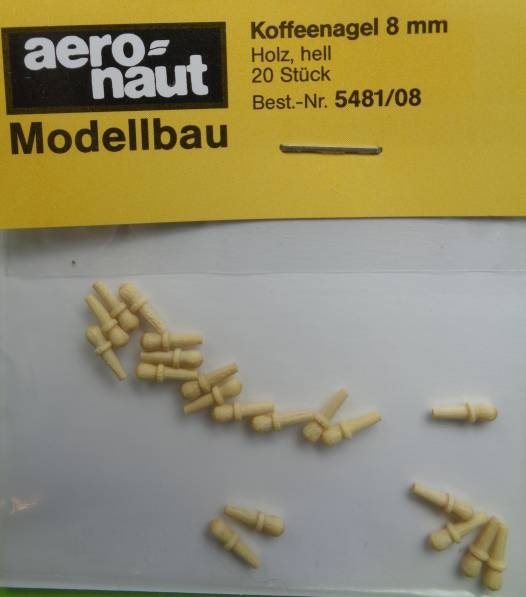 aero-
naut
Modellbau
Koffeenagel 8 mm
Holz, hell
20 Stück
Best.-Nr. 5481/08